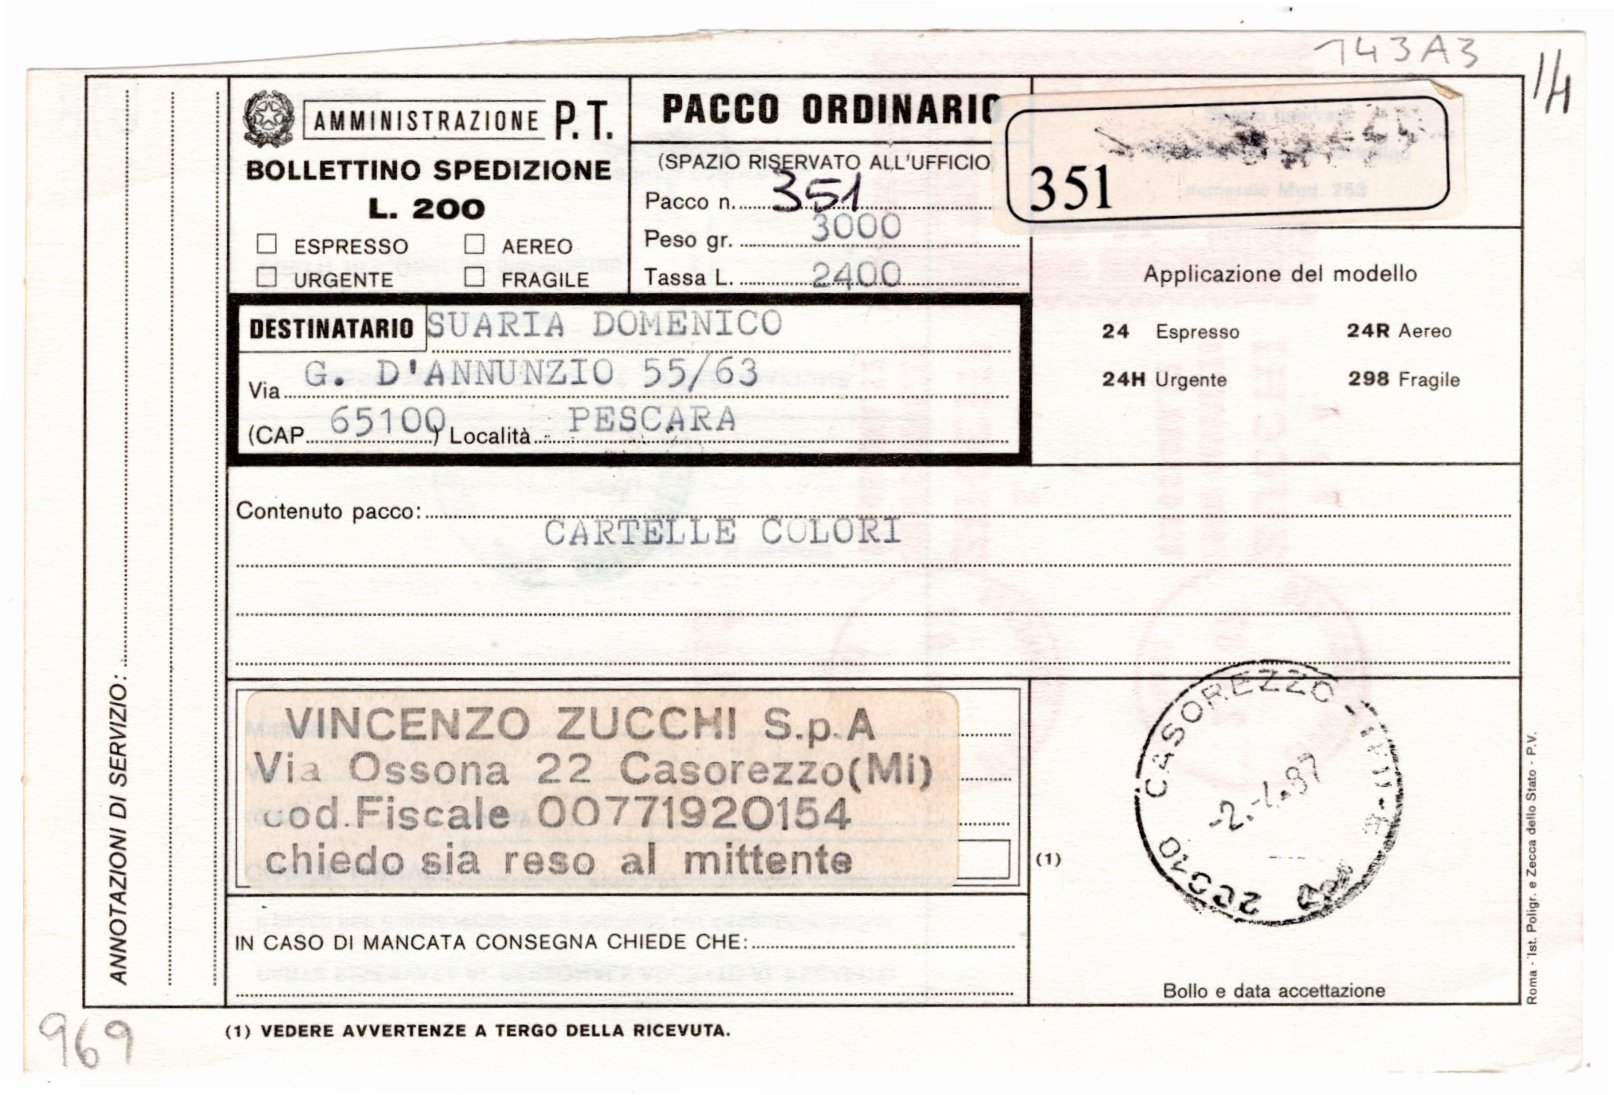 143A3
1/4
AMMINISTRAZIONE P.T.
BOLLETTINO SPEDIZIONE
L. 200
ESPRESSO AEREO
URGENTE FRAGILE
PACCO ORDINARIO
(SPAZIO RISERVATO ALL'UFFICIO
Pacco n. 351
Peso gr. 3000
Tassa L. 2400
351
DESTINATARIO SUARIA DOMENICO
Via G. D'ANNUNZIO 55/63
(CAP 65100) Località PESCARA
Applicazione del modello
24 Espresso 24R Aereo
24H Urgente 298 Fragile
Contenuto pacco:
CARTELLE COLORI
ANNOTAZIONI DI SERVIZIO:
VINCENZO ZUCCHI S.p.A
Via Ossona 22 Casorezzo(Mi)
cod.Fiscale 00771920154
chiedo sia reso al mittente
(1)
CASOREZZO
20010
IN CASO DI MANCATA CONSEGNA CHIEDE CHE:
Bollo e data accettazione
Roma - Ist. Poligr. e Zecca dello Stato - P.V.
(1) VEDERE AVVERTENZE A TERGO DELLA RICEVUTA.
969